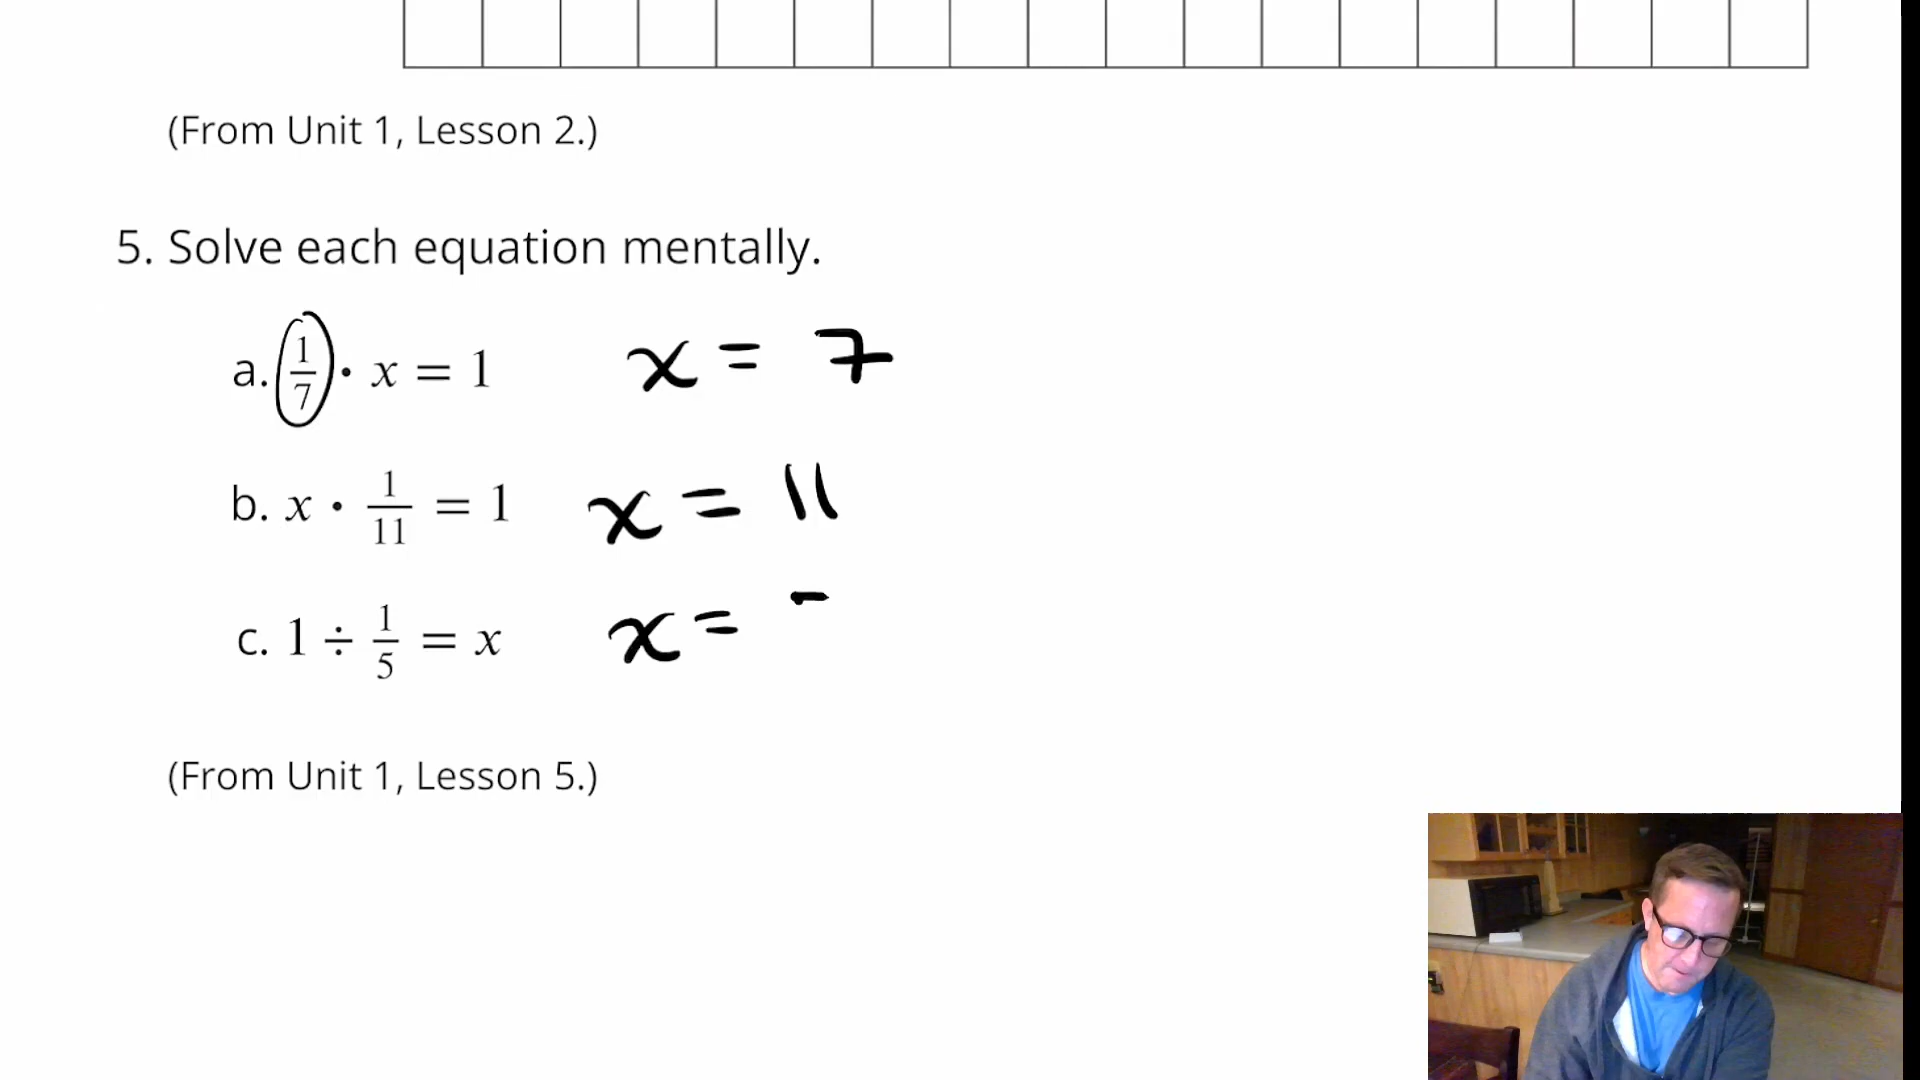 (From Unit 1, Lesson 2.)
5. Solve each equation mentally.
a. 1/7 · x = 1 x = 7
b. x · 1/11 = 1 x = 11
c. 1 ÷ 1/5 = x x =
(From Unit 1, Lesson 5.)